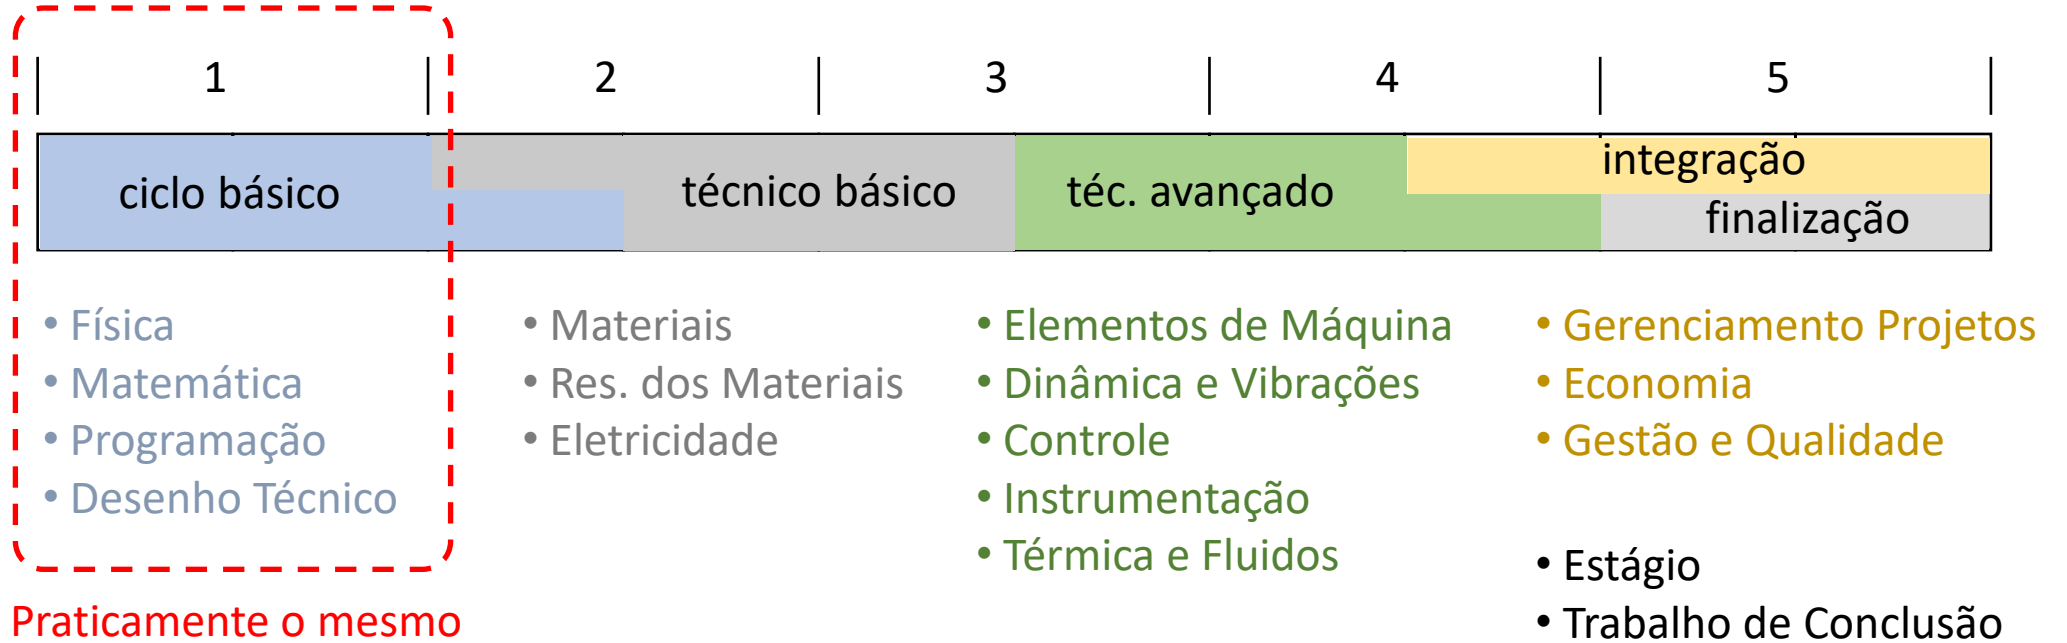 1 2 3 4 5
ciclo básico
técnico básico
téc. avançado
integração
finalização
• Física
• Matemática
• Programação
• Desenho Técnico
• Materiais
• Res. dos Materiais
• Eletricidade
• Elementos de Máquina
• Dinâmica e Vibrações
• Controle
• Instrumentação
• Térmica e Fluidos
• Gerenciamento Projetos
• Economia
• Gestão e Qualidade
• Estágio
• Trabalho de Conclusão
Praticamente o mesmo